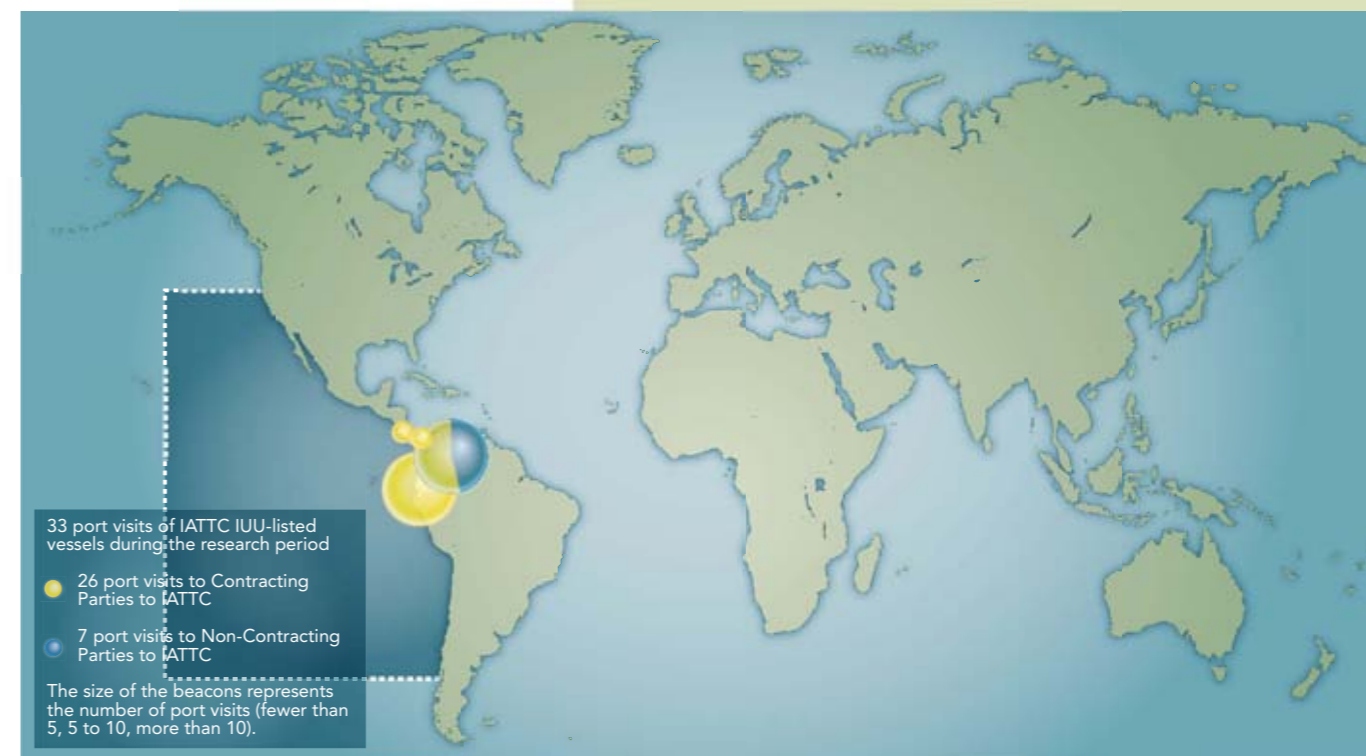 33 port visits of IATTC IUU-listed
vessels during the research period
26 port visits to Contracting
Parties to IATTC
7 port visits to Non-Contracting
Parties to IATTC
The size of the beacons represents
the number of port visits (fewer than
5, 5 to 10, more than 10).